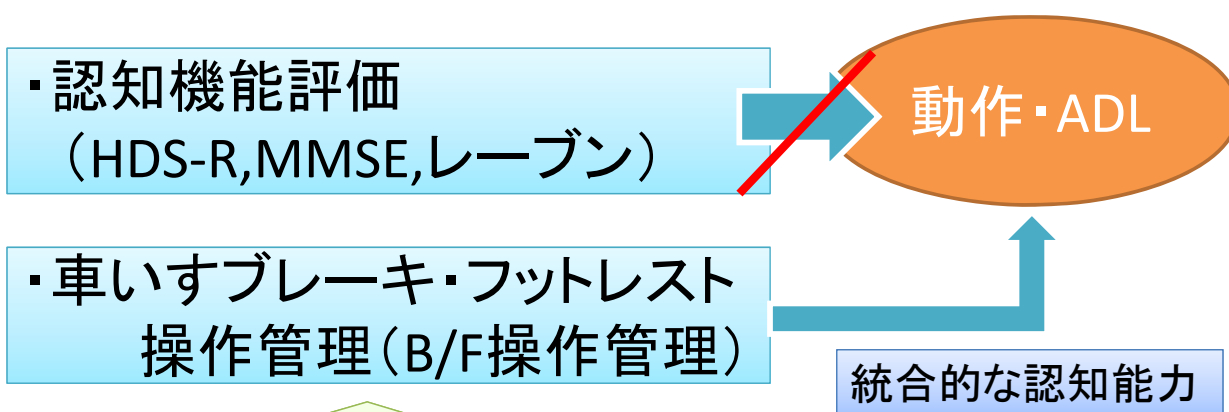 ・認知機能評価
（HDS-R,MMSE,レーブン）
動作・ADL
・車いすブレーキ・フットレスト
操作管理（B/F操作管理）
統合的な認知能力